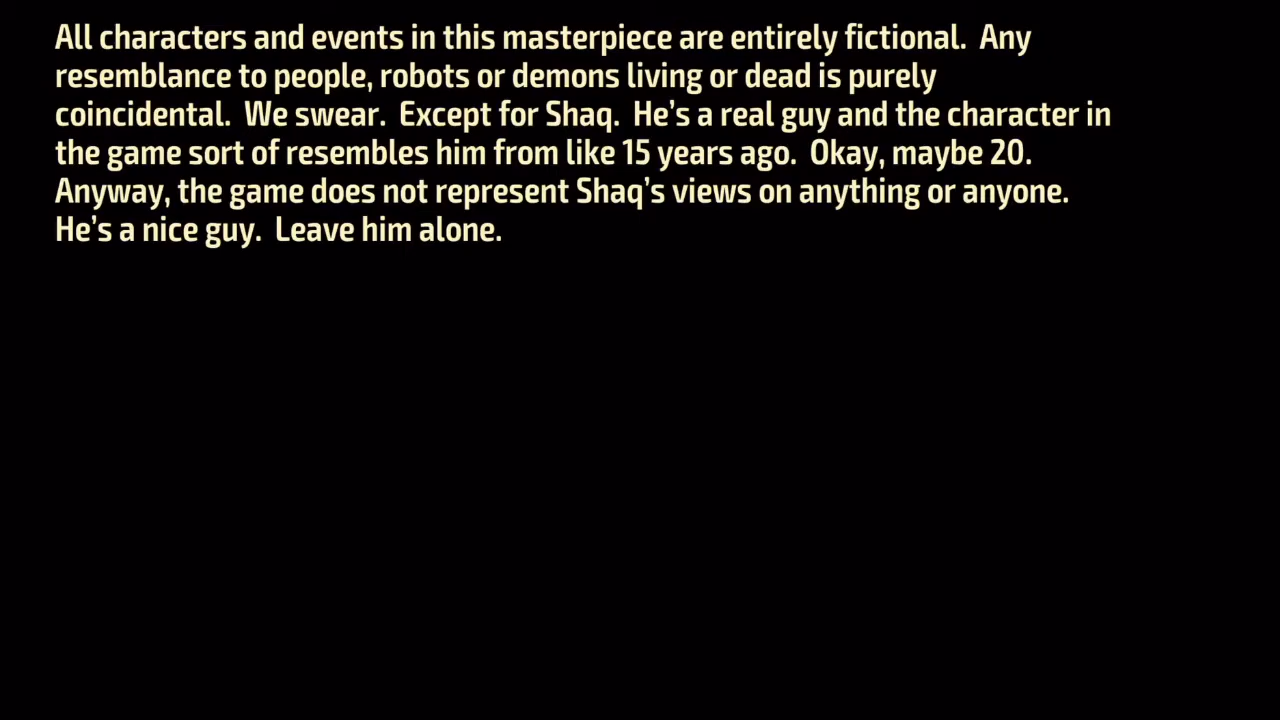 All characters and events in this masterpiece are entirely fictional.  Any
resemblance to people, robots or demons living or dead is purely
coincidental.  We swear.  Except for Shaq.  He’s a real guy and the character in
the game sort of resembles him from like 15 years ago.  Okay, maybe 20.
Anyway, the game does not represent Shaq’s views on anything or anyone.
He’s a nice guy.  Leave him alone.